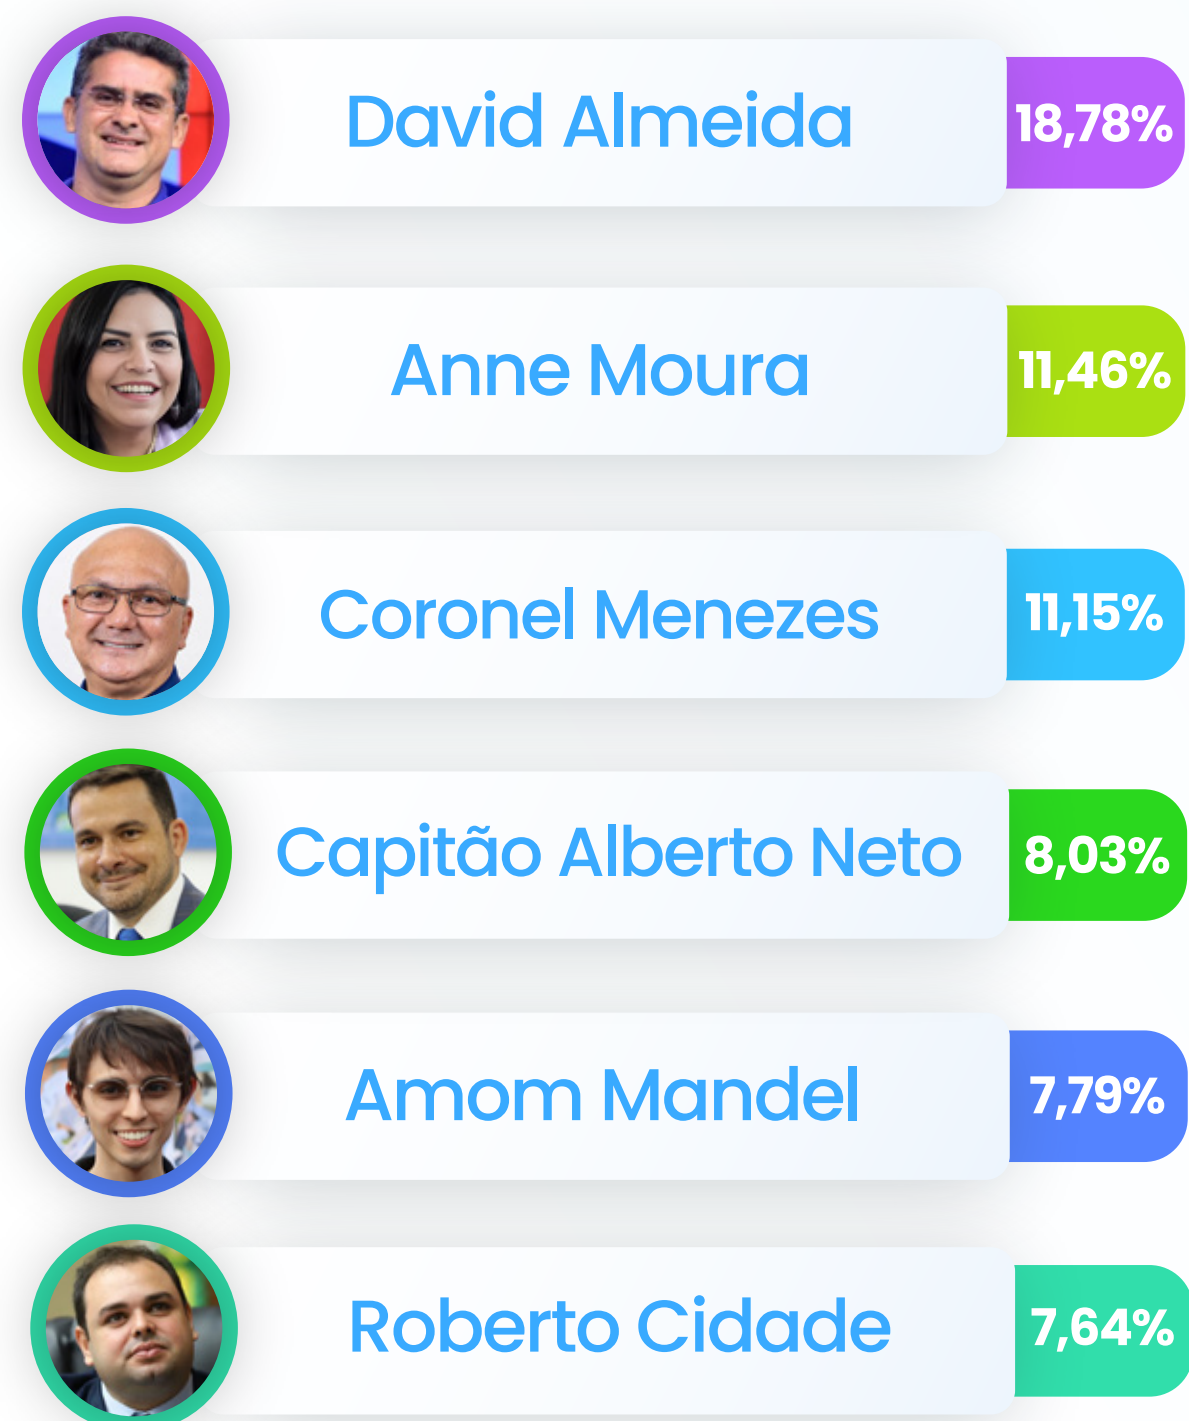 David Almeida 18,78%
Anne Moura 11,46%
Coronel Menezes 11,15%
Capitão Alberto Neto 8,03%
Amom Mandel 7,79%
Roberto Cidade 7,64%